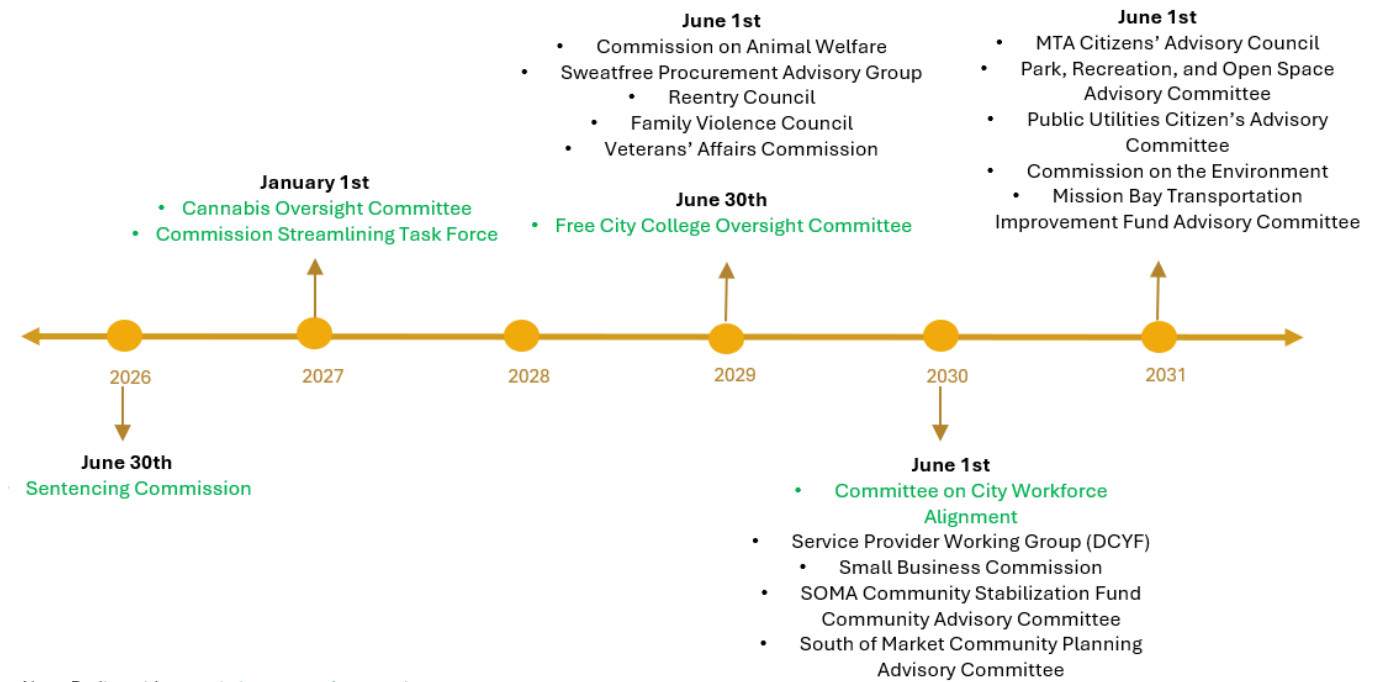 June 1st
• Commission on Animal Welfare
• Sweatfree Procurement Advisory Group
• Reentry Council
• Family Violence Council
• Veterans' Affairs Commission
June 1st
• MTA Citizens' Advisory Council
• Park, Recreation, and Open Space
Advisory Committee
• Public Utilities Citizen's Advisory
Committee
• Commission on the Environment
• Mission Bay Transportation
Improvement Fund Advisory Committee
January 1st
• Cannabis Oversight Committee
• Commission Streamlining Task Force
June 30th
• Free City College Oversight Committee
2026
2027
2028
2029
2030
2031
June 30th
Sentencing Commission
June 1st
• Committee on City Workforce
Alignment
• Service Provider Working Group (DCYF)
• Small Business Commission
• SOMA Community Stabilization Fund
Community Advisory Committee
• South of Market Community Planning
Advisory Committee